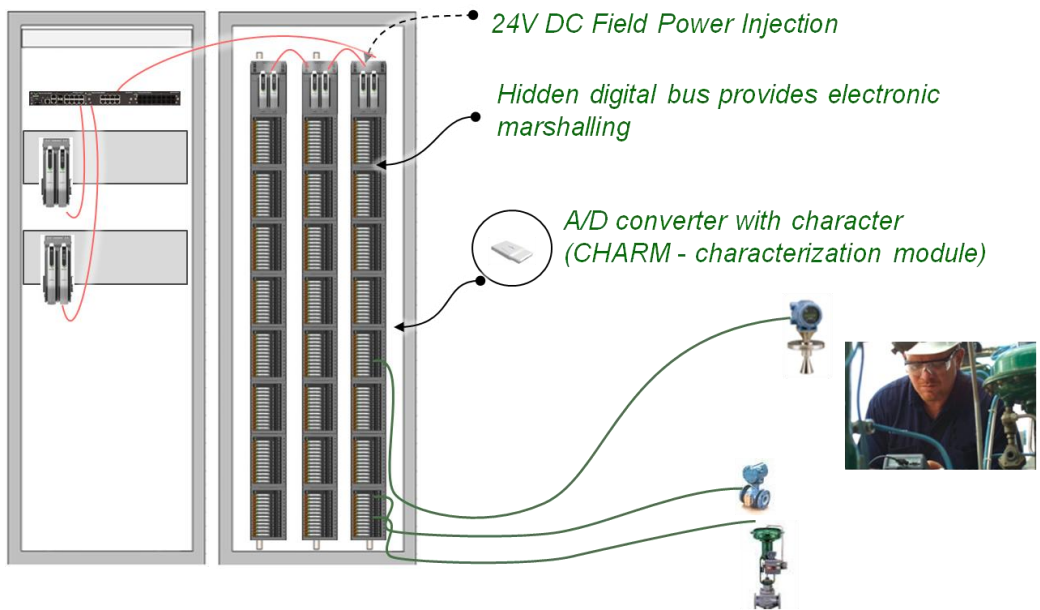 24V DC Field Power Injection
Hidden digital bus provides electronic
marshalling
A/D converter with character
(CHARM - characterization module)